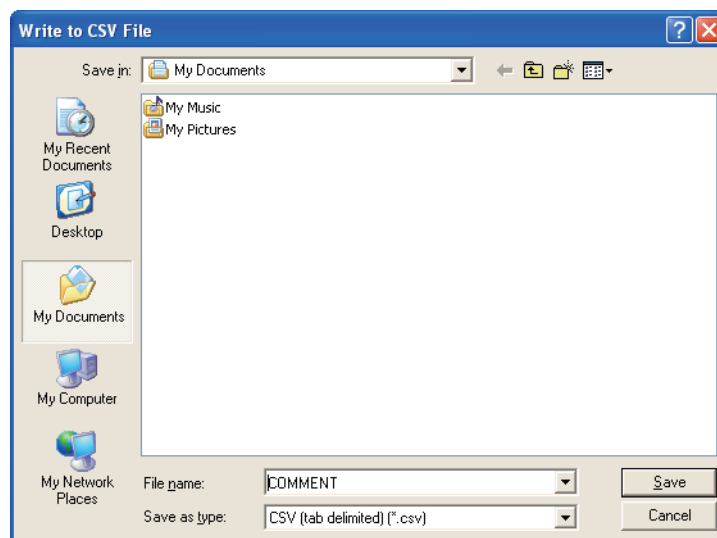 Write to CSV File
Save in: My Documents
My Music
My Pictures
My Recent
Documents
Desktop
My Documents
My Computer
My Network
Places
File name: COMMENT Save
Save as type: CSV (tab delimited) (*.csv) Cancel